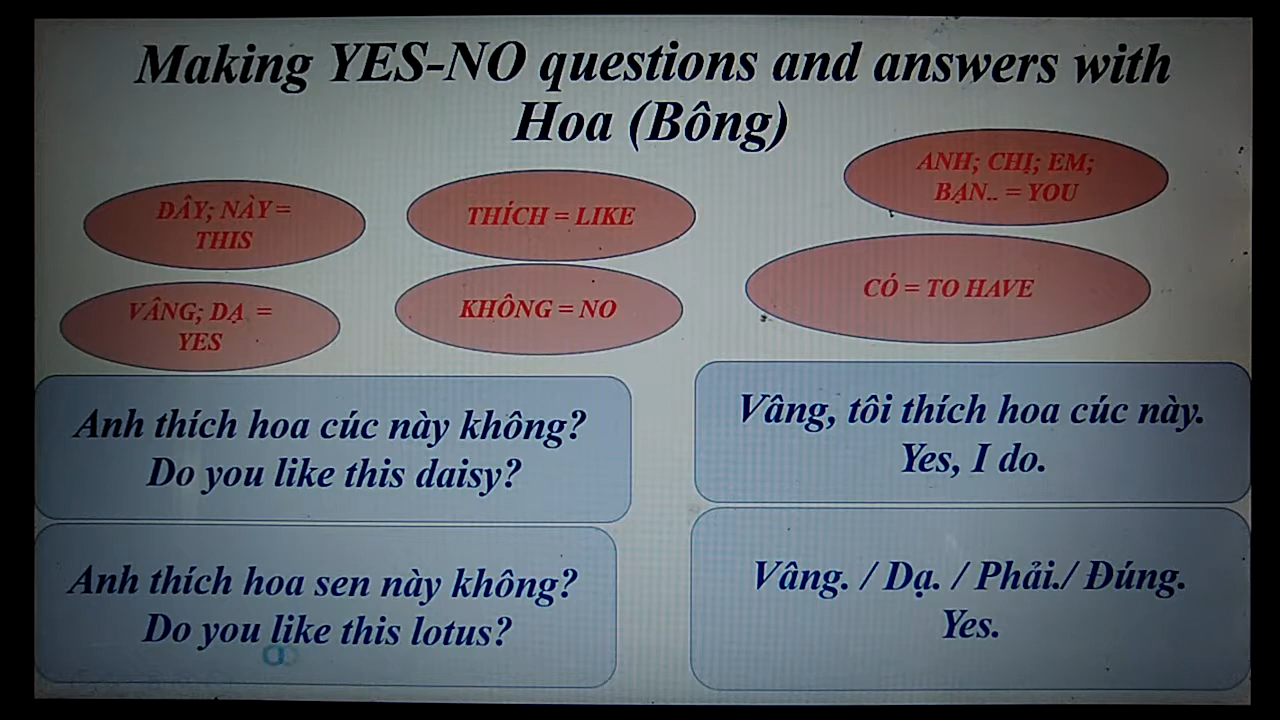 Making YES-NO questions and answers with
Hoa (Bông)
ĐÂY; NÀY =
THIS
THÍCH = LIKE
ANH; CHỊ; EM;
BẠN.. = YOU
VÂNG; DẠ =
YES
KHÔNG = NO
CÓ = TO HAVE
Anh thích hoa cúc này không?
Do you like this daisy?
Vâng, tôi thích hoa cúc này.
Yes, I do.
Anh thích hoa sen này không?
Do you like this lotus?
Vâng. / Dạ. / Phải./ Đúng.
Yes.